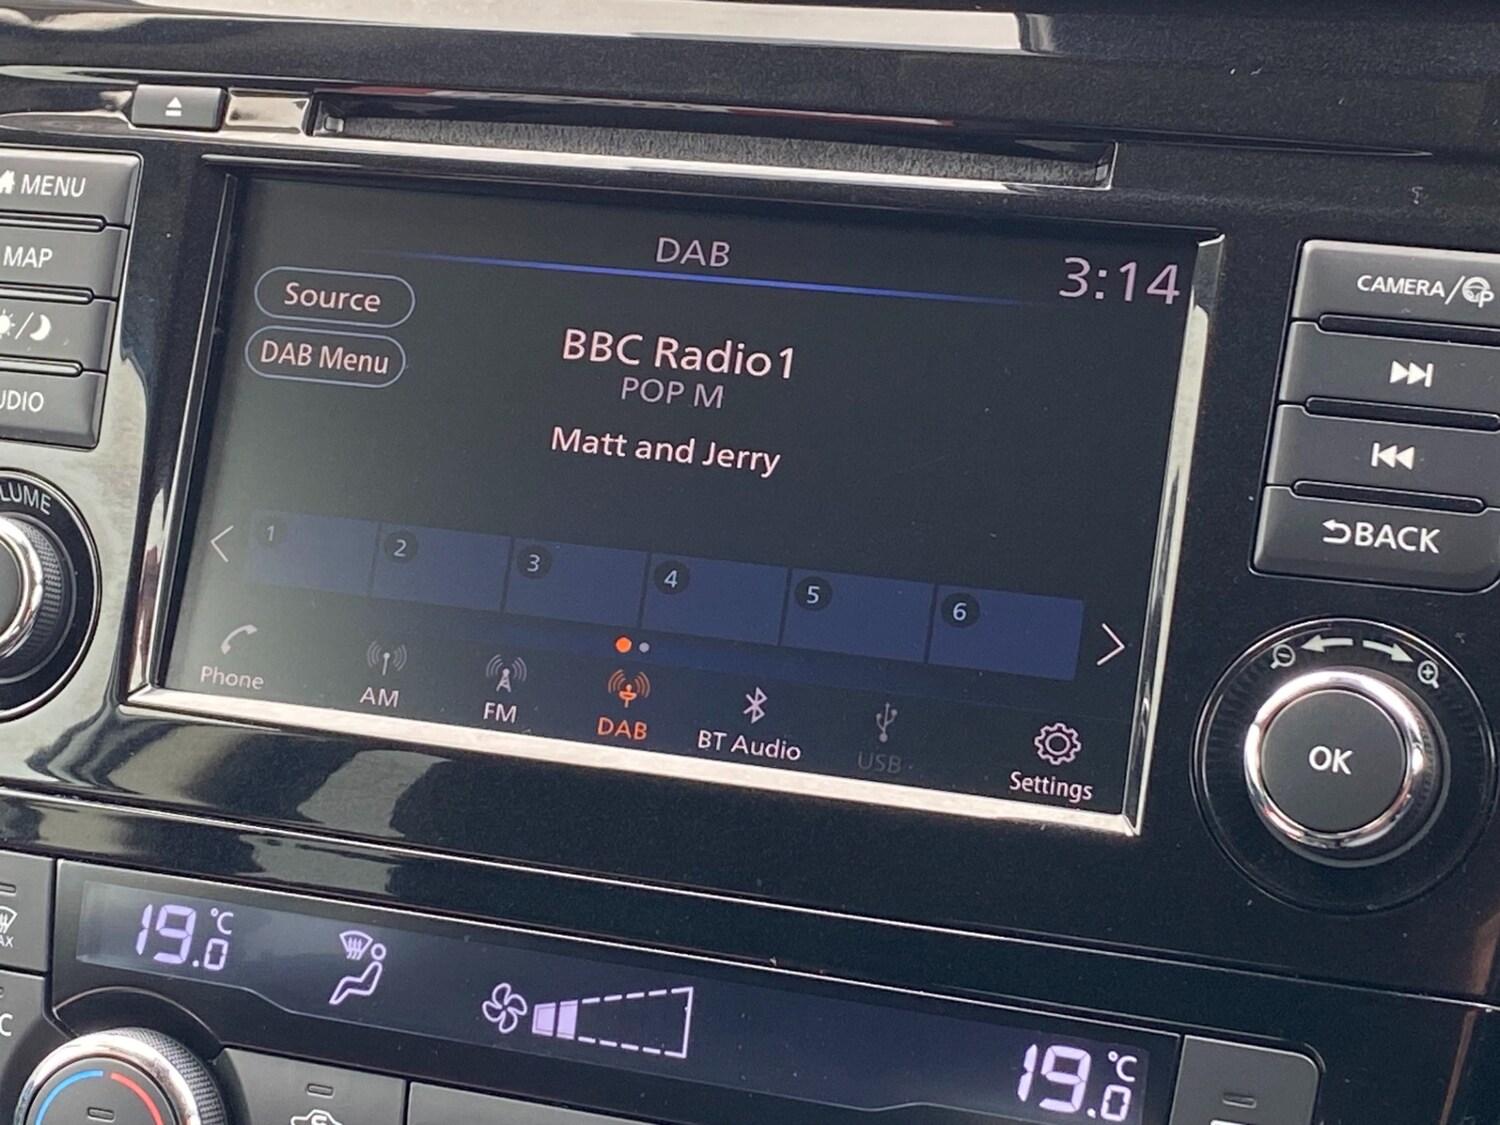 MENU
MAP
UDIO
LUME
DAB
3:14
Source
DAB Menu
BBC Radio1
POP M
Matt and Jerry
1
2
3
4
5
6
Phone
AM
FM
DAB
BT Audio
USB
Settings
CAMERA/
BACK
OK
19.0 °C
19.0 °C
AX
C